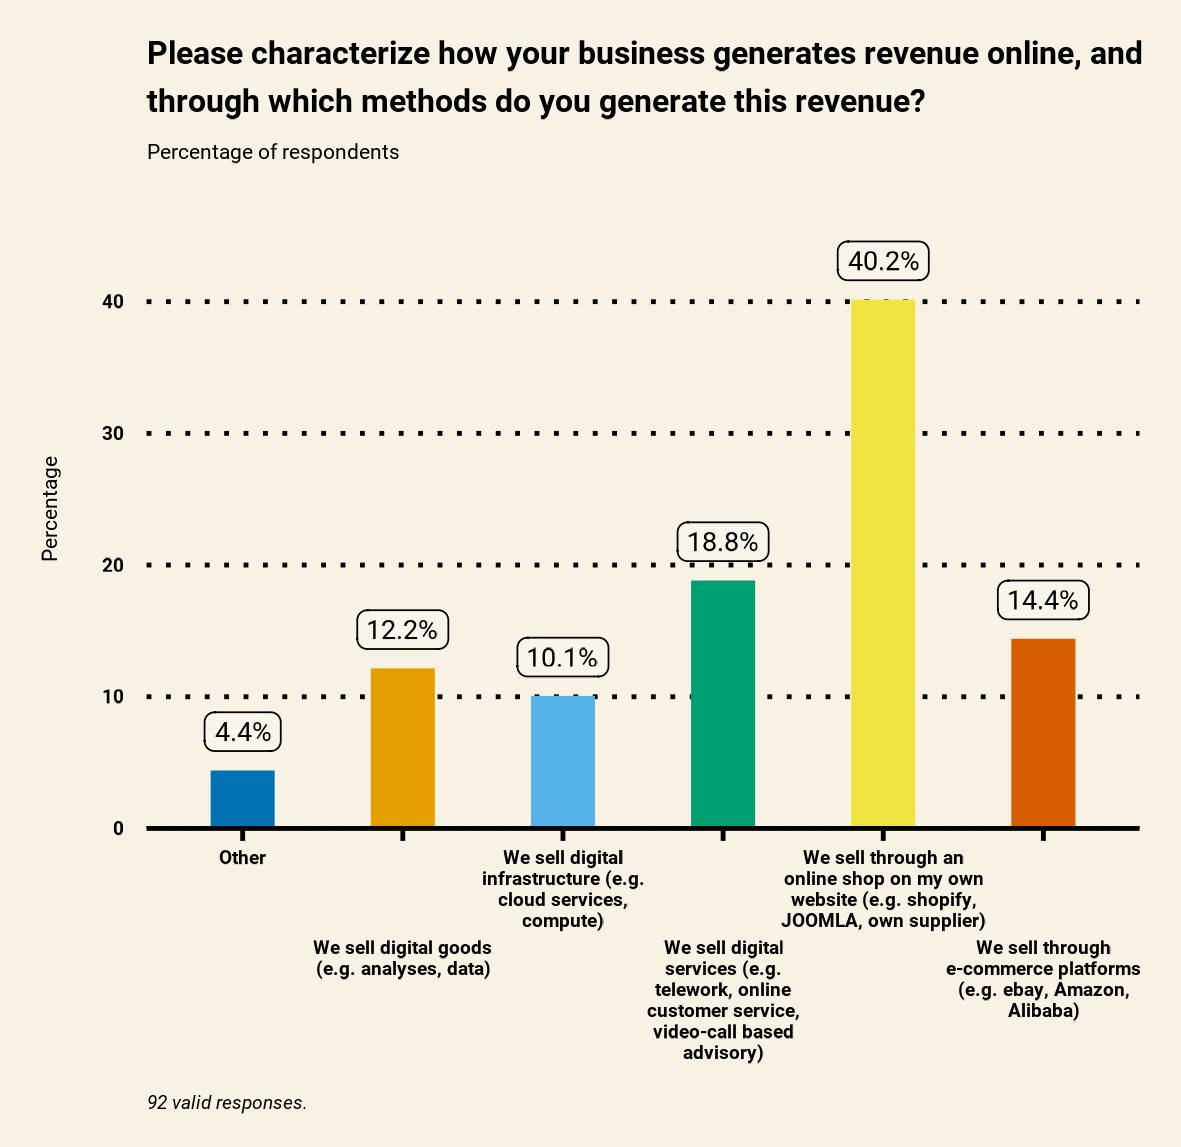 Please characterize how your business generates revenue online, and
through which methods do you generate this revenue?
Percentage of respondents
Percentage
40
30
20
10
0
4.4%
12.2%
10.1%
18.8%
40.2%
14.4%
Other
We sell digital goods
(e.g. analyses, data)
We sell digital
infrastructure (e.g.
cloud services,
compute)
We sell digital
services (e.g.
telework, online
customer service,
video-call based
advisory)
We sell through an
online shop on my own
website (e.g. shopify,
JOOMLA, own supplier)
We sell through
e-commerce platforms
(e.g. ebay, Amazon,
Alibaba)
92 valid responses.